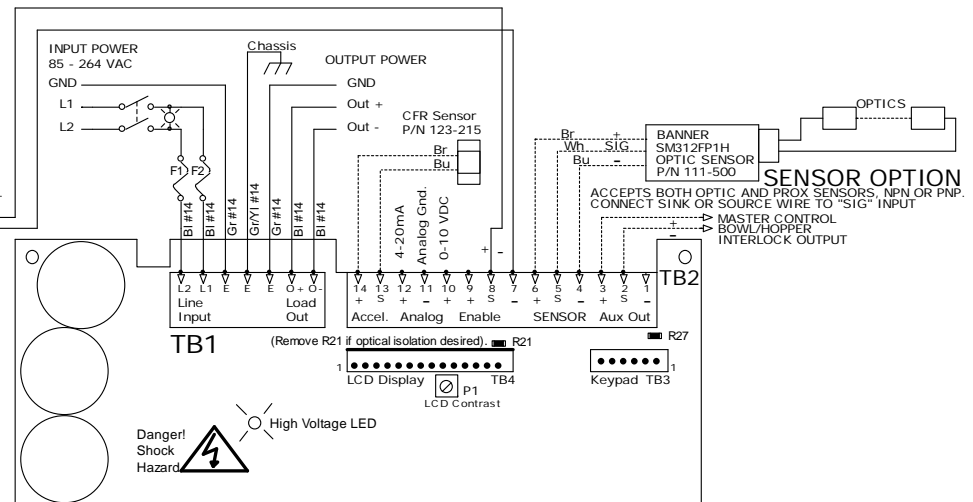 INPUT POWER
85 - 264 VAC
GND
L1
L2
F1 F2
Chassis
OUTPUT POWER
GND
Out +
Out -
CFR Sensor
P/N 123-215
Br
Bu
Br +
Wh SIG
Bu -
BANNER
SM312FP1H
OPTIC SENSOR
P/N 111-500
OPTICS
SENSOR OPTION
ACCEPTS BOTH OPTIC AND PROX SENSORS, NPN OR PNP.
CONNECT SINK OR SOURCE WIRE TO "SIG" INPUT
MASTER CONTROL
+ BOWL/HOPPER
- INTERLOCK OUTPUT
Bl #14
Bl #14
Gr #14
Gr/Yl #14
Gr #14
Bl #14
Bl #14
4-20mA
Analog Gnd.
0-10 VDC
+ -
L2 L1 E E E O+ O-
Line Input
Load Out
TB1
14 13 12 11 10 9 8 7 6 5 4 3 2 1
+ S + - + + S - + S - + S -
Accel. Analog Enable SENSOR Aux Out
TB2
(Remove R21 if optical isolation desired). R21
R27
1
LCD Display TB4
P1
LCD Contrast
1
Keypad TB3
High Voltage LED
Danger!
Shock
Hazard